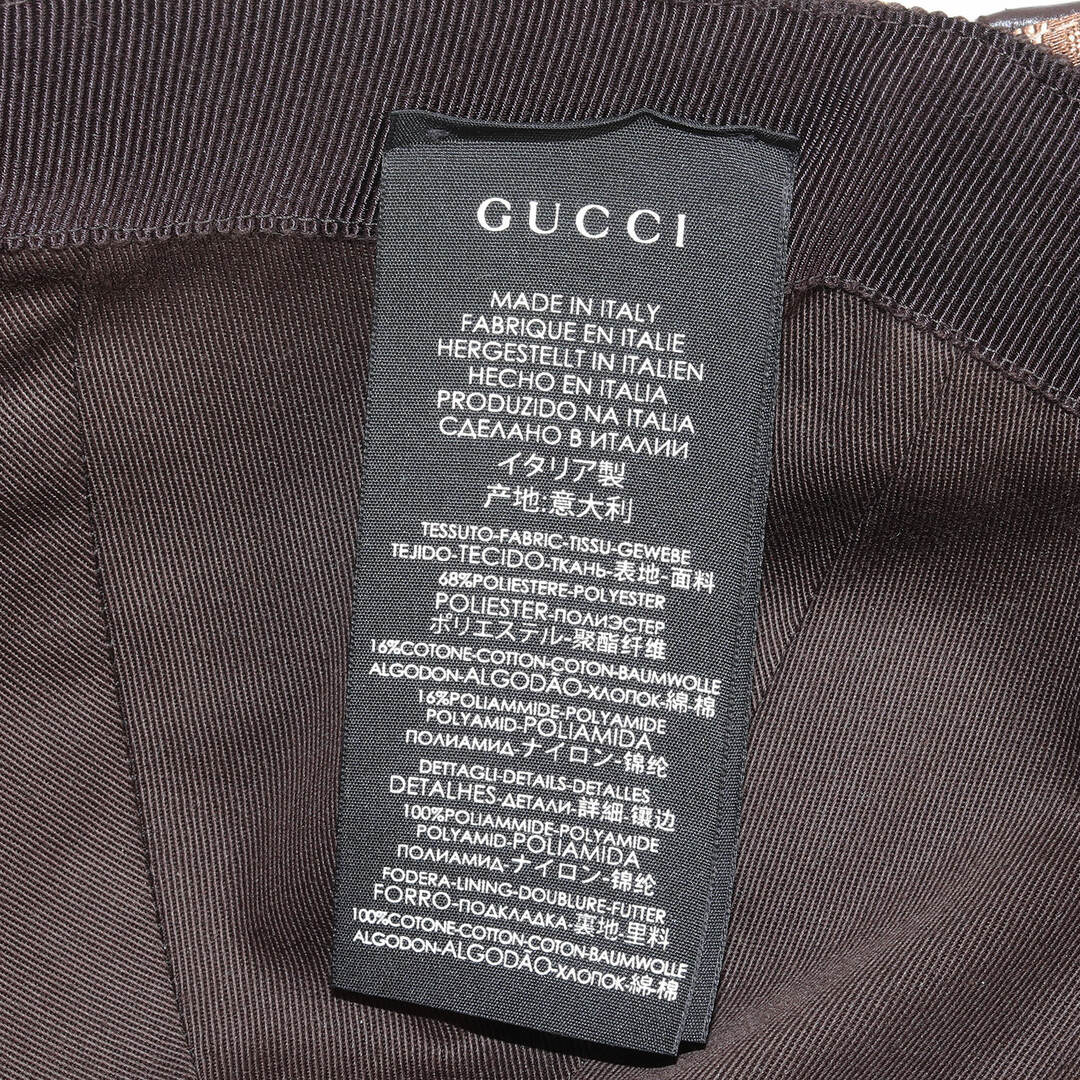 GUCCI
MADE IN ITALY
FABRIQUE EN ITALIE
HERGESTELLT IN ITALIEN
HECHO EN ITALIA
PRODUZIDO NA ITALIA
СДЕЛАНО В ИТАЛИИ
イタリア製
产地:意大利
TESSUTO-FABRIC-TISSU-GEWEBE
TEJIDO-TECIDO-ТКАНЬ-表地-面料
68%POLIESTERE-POLYESTER
POLIESTER-ПОЛИЭСТЕР
ポリエステル-聚酯纤维
16%COTONE-COTTON-COTON-BAUMWOLLE
ALGODON-ALGODÃO-ХЛОПОК-綿-棉
16%POLIAMMIDE-POLYAMIDE
POLYAMID-POLIAMIDA
ПОЛИАМИД-ナイロン-锦纶
DETTAGLI-DETAILS-DETALLES
DETALHES-ДЕТАЛИ-詳細-镶边
100%POLIAMMIDE-POLYAMIDE
POLYAMID-POLIAMIDA
ПОЛИАМИД-ナイロン-锦纶
FODERA-LINING-DOUBLURE-FUTTER
FORRO-ПОДКЛАДКА-裏地-里料
100%COTONE-COTTON-COTON-BAUMWOLLE
ALGODON-ALGODÃO-ХЛОПОК-綿-棉